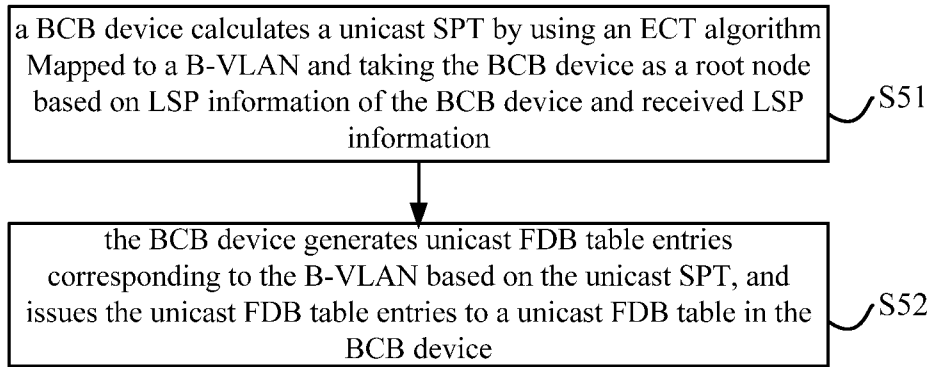 a BCB device calculates a unicast SPT by using an ECT algorithm
Mapped to a B-VLAN and taking the BCB device as a root node
based on LSP information of the BCB device and received LSP
information
S51
the BCB device generates unicast FDB table entries
corresponding to the B-VLAN based on the unicast SPT, and
issues the unicast FDB table entries to a unicast FDB table in the
BCB device
S52